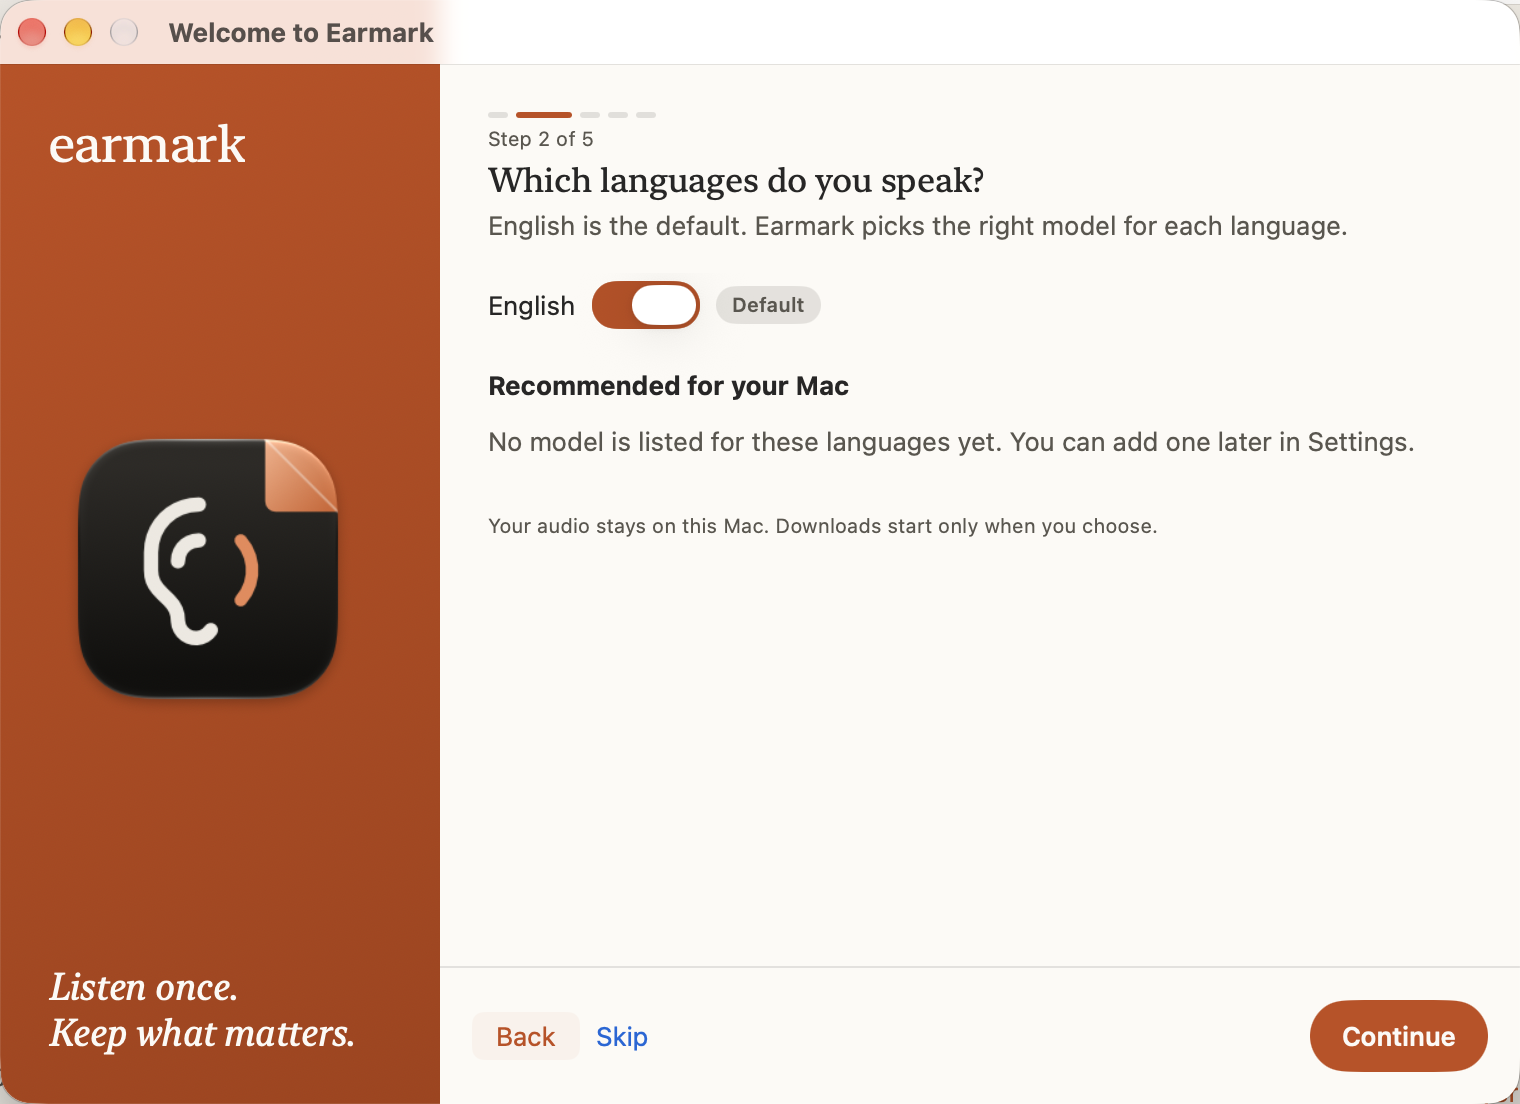 Welcome to Earmark
earmark
Listen once.
Keep what matters.
Step 2 of 5
Which languages do you speak?
English is the default. Earmark picks the right model for each language.
English Default
Recommended for your Mac
No model is listed for these languages yet. You can add one later in Settings.
Your audio stays on this Mac. Downloads start only when you choose.
Back Skip Continue